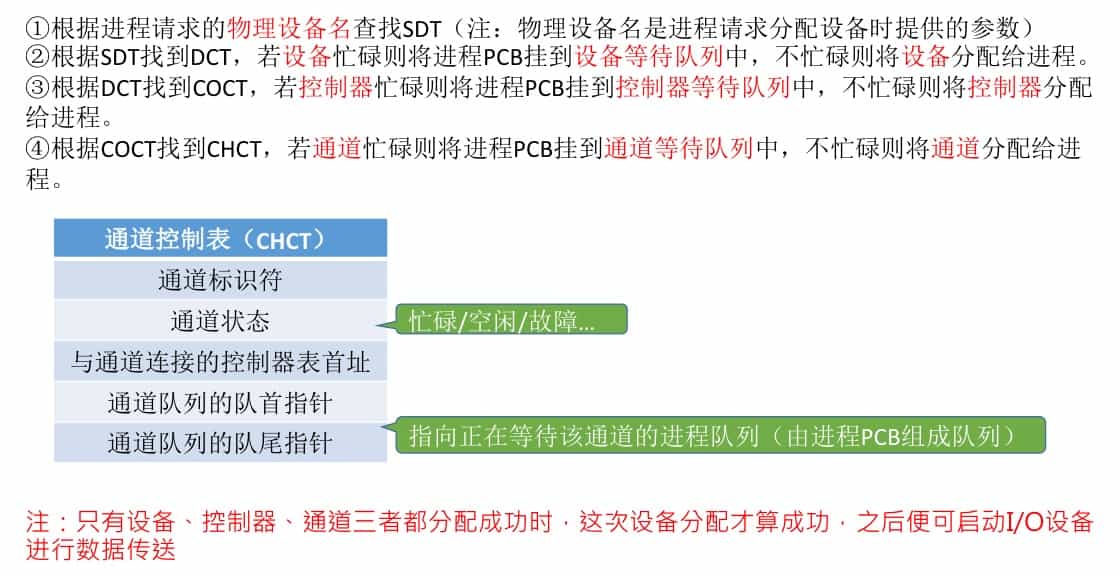 ①根据进程请求的物理设备名查找SDT（注：物理设备名是进程请求分配设备时提供的参数）
②根据SDT找到DCT，若设备忙碌则将进程PCB挂到设备等待队列中，不忙碌则将设备分配给进程。
③根据DCT找到COCT，若控制器忙碌则将进程PCB挂到控制器等待队列中，不忙碌则将控制器分配
给进程。
④根据COCT找到CHCT，若通道忙碌则将进程PCB挂到通道等待队列中，不忙碌则将通道分配给进
程。
通道控制表（CHCT）
通道标识符
通道状态
忙碌/空闲/故障...
与通道连接的控制器表首址
通道队列的队首指针
通道队列的队尾指针
指向正在等待该通道的进程队列（由进程PCB组成队列）
注：只有设备、控制器、通道三者都分配成功时，这次设备分配才算成功，之后便可启动I/O设备
进行数据传送